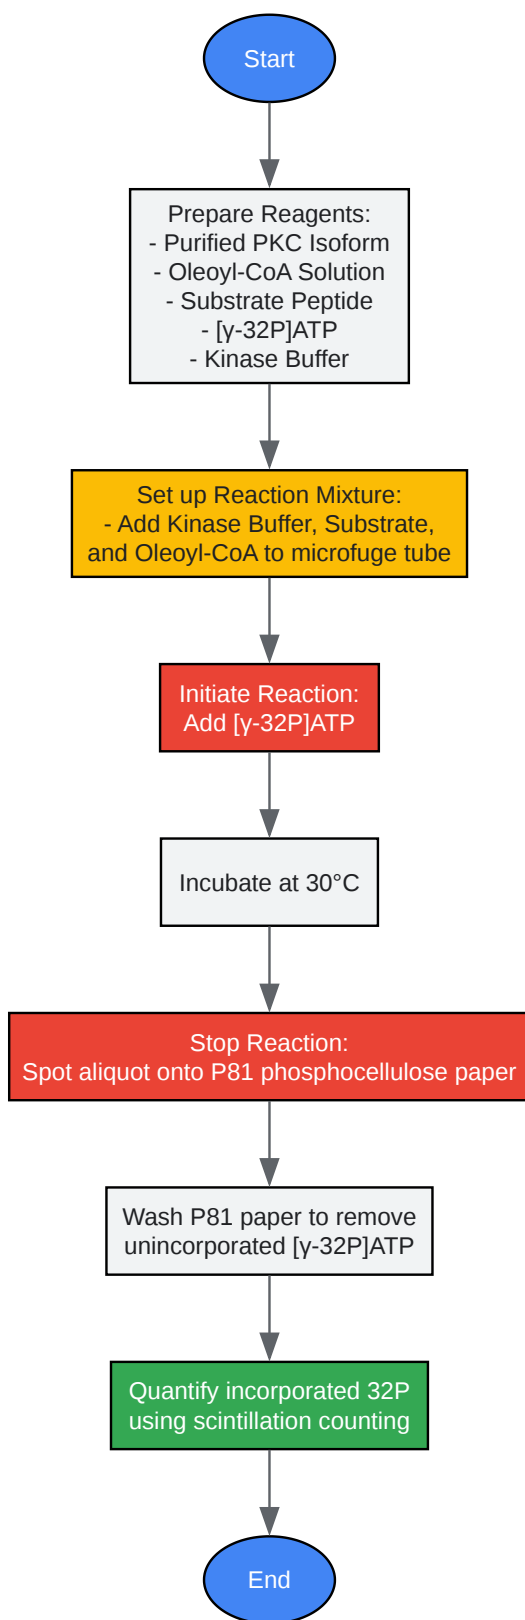 Start
Prepare Reagents:
- Purified PKC Isoform
- Oleoyl-CoA Solution
- Substrate Peptide
- [γ-32P]ATP
- Kinase Buffer
Set up Reaction Mixture:
- Add Kinase Buffer, Substrate,
and Oleoyl-CoA to microfuge tube
Initiate Reaction:
Add [γ-32P]ATP
Incubate at 30°C
Stop Reaction:
Spot aliquot onto P81 phosphocellulose paper
Wash P81 paper to remove
unincorporated [γ-32P]ATP
Quantify incorporated 32P
using scintillation counting
End